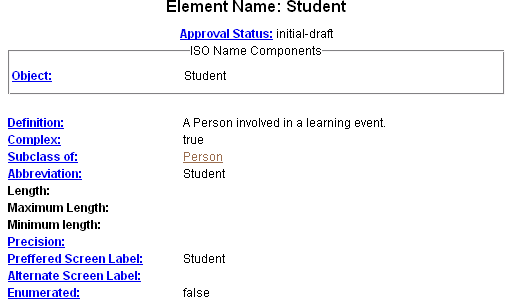 Element Name: Student
Approval Status: initial-draft
ISO Name Components
Object: Student
Definition: A Person involved in a learning event.
Complex: true
Subclass of: Person
Abbreviation: Student
Length:
Maximum Length:
Minimum length:
Precision:
Preffered Screen Label: Student
Alternate Screen Label:
Enumerated: false